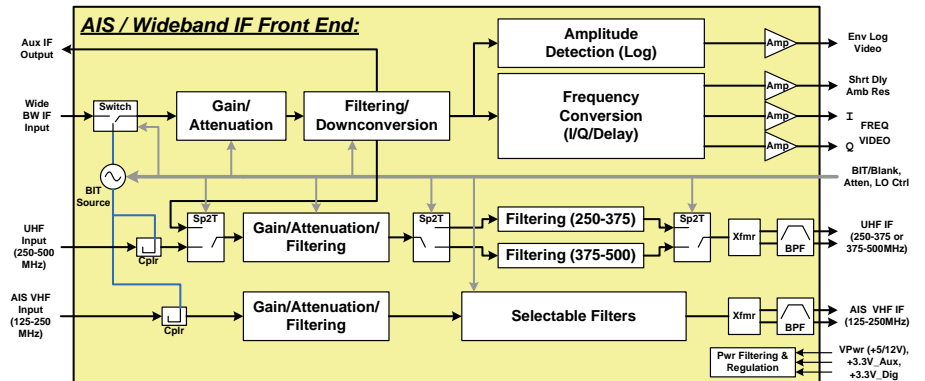 AIS / Wideband IF Front End:
Aux IF
Output
Wide
BW IF
Input
Switch
Gain/
Attenuation
Filtering/
Downconversion
Amplitude
Detection (Log)
Amp
Env Log
Video
Frequency
Conversion
(I/Q/Delay)
Amp
Shrt Dly
Amb Res
Amp
I
FREQ
VIDEO
Amp
Q
BIT
Source
BIT/Blank,
Atten, LO Ctrl
UHF
Input
(250-500
MHz)
Cplr
Sp2T
Gain/Attenuation/
Filtering
Sp2T
Filtering (250-375)
Filtering (375-500)
Sp2T
Xfmr
BPF
UHF IF
(250-375 or
375-500MHz)
AIS VHF
Input
(125-250
MHz)
Cplr
Gain/Attenuation/
Filtering
Selectable Filters
Xfmr
BPF
AIS VHF IF
(125-250MHz)
Pwr Filtering &
Regulation
VPwr (+5/12V),
+3.3V_Aux,
+3.3V_Dig